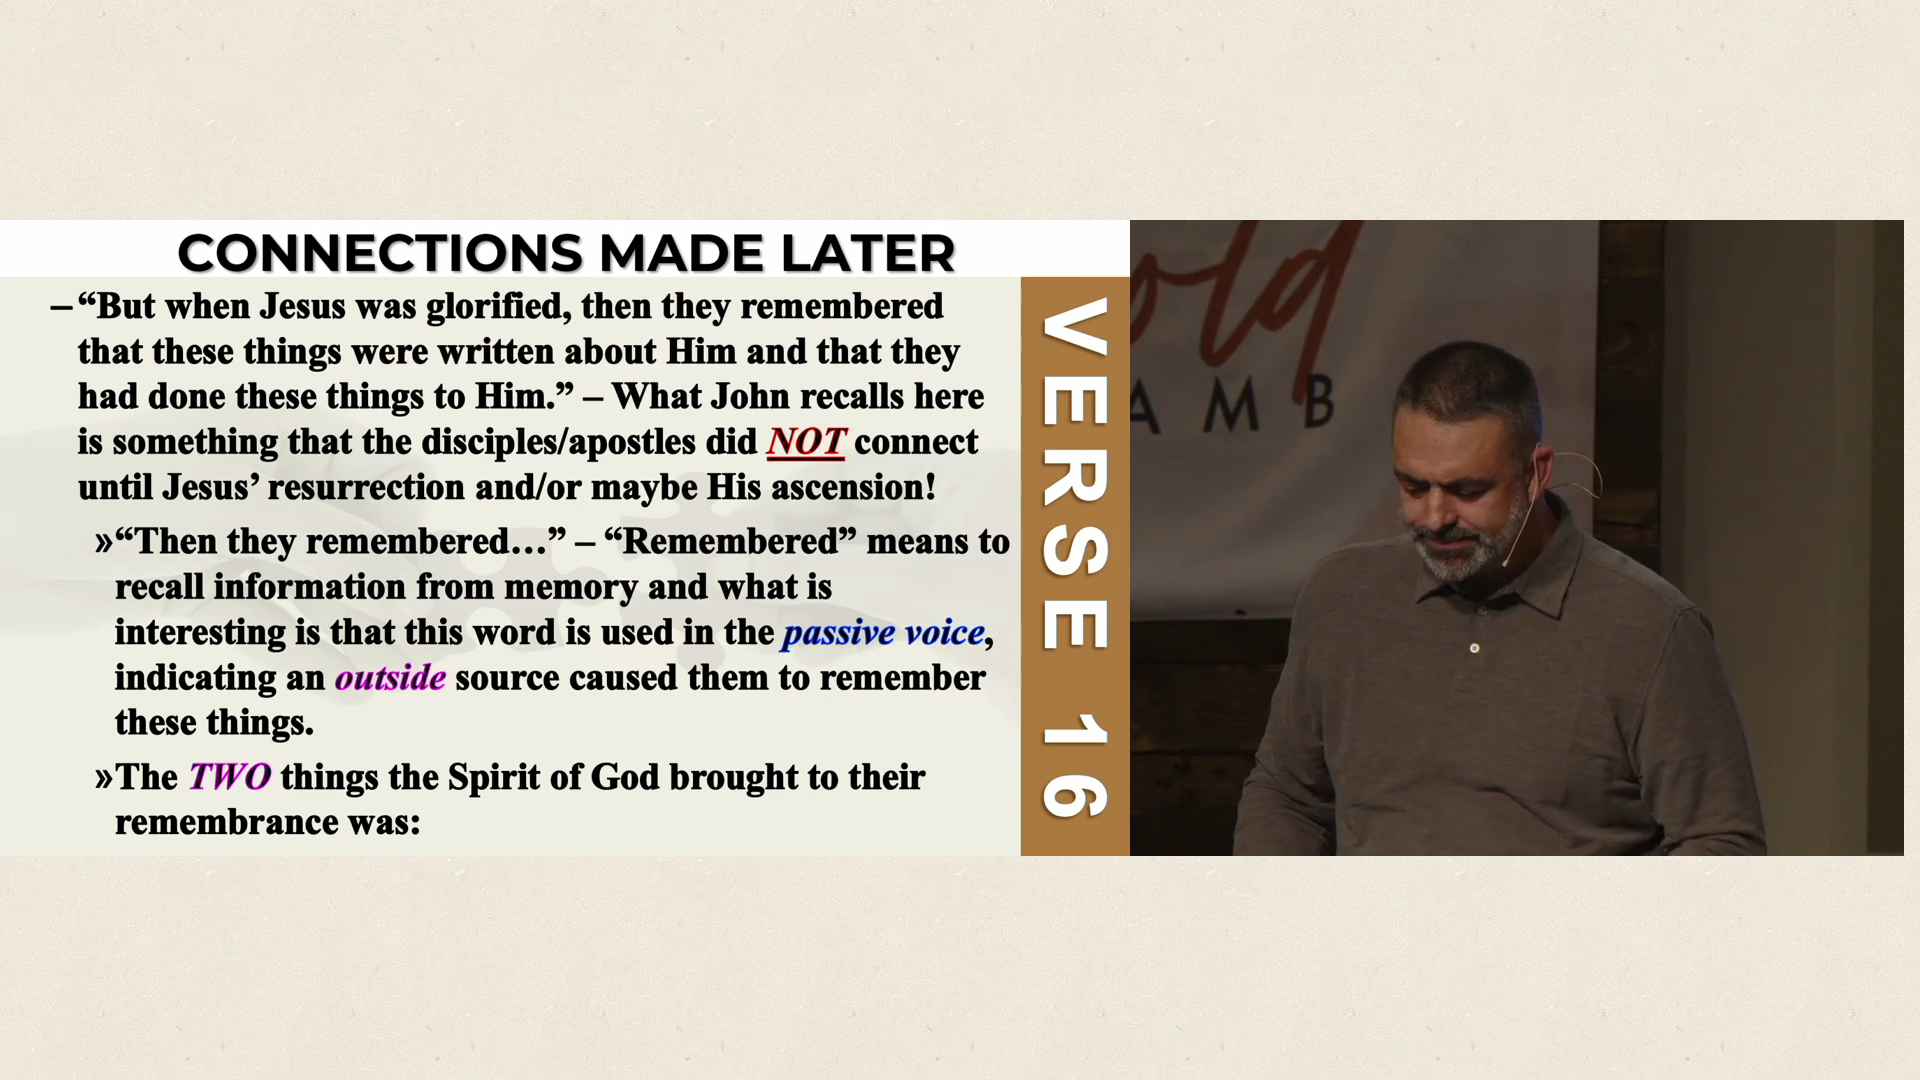 CONNECTIONS MADE LATER
– “But when Jesus was glorified, then they remembered
that these things were written about Him and that they
had done these things to Him.” – What John recalls here
is something that the disciples/apostles did NOT connect
until Jesus’ resurrection and/or maybe His ascension!
» “Then they remembered…” – “Remembered” means to
recall information from memory and what is
interesting is that this word is used in the passive voice,
indicating an outside source caused them to remember
these things.
» The TWO things the Spirit of God brought to their
remembrance was:
VERSE 16
old
AMB